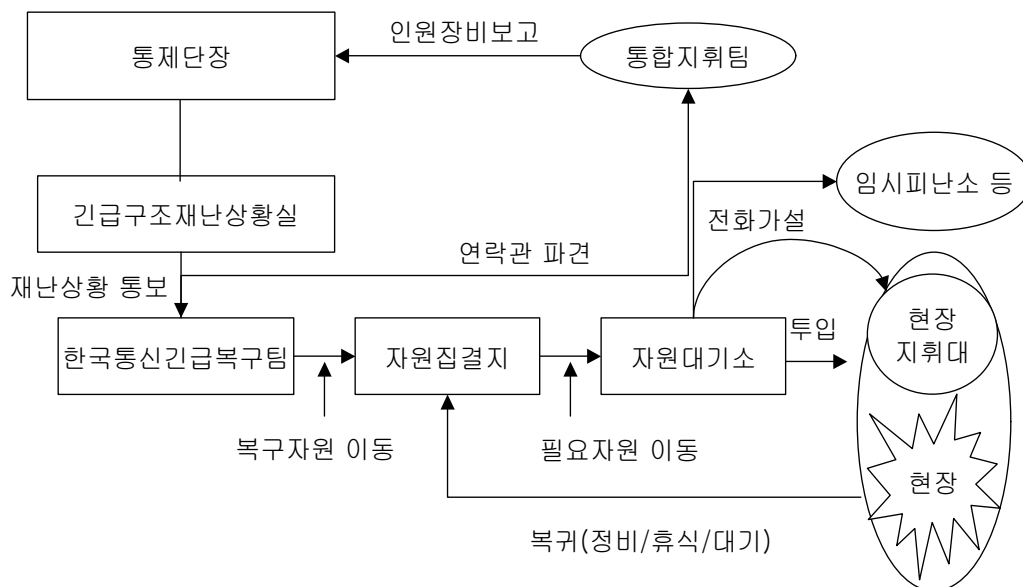 인원장비보고
통제단장
통합지휘팀
임시피난소 등
긴급구조재난상황실
전화가설
연락관 파견
재난상황 통보
한국통신긴급복구팀
자원집결지
자원대기소
투입
현장
지휘대
복구자원 이동
필요자원 이동
현장
복귀(정비/휴식/대기)